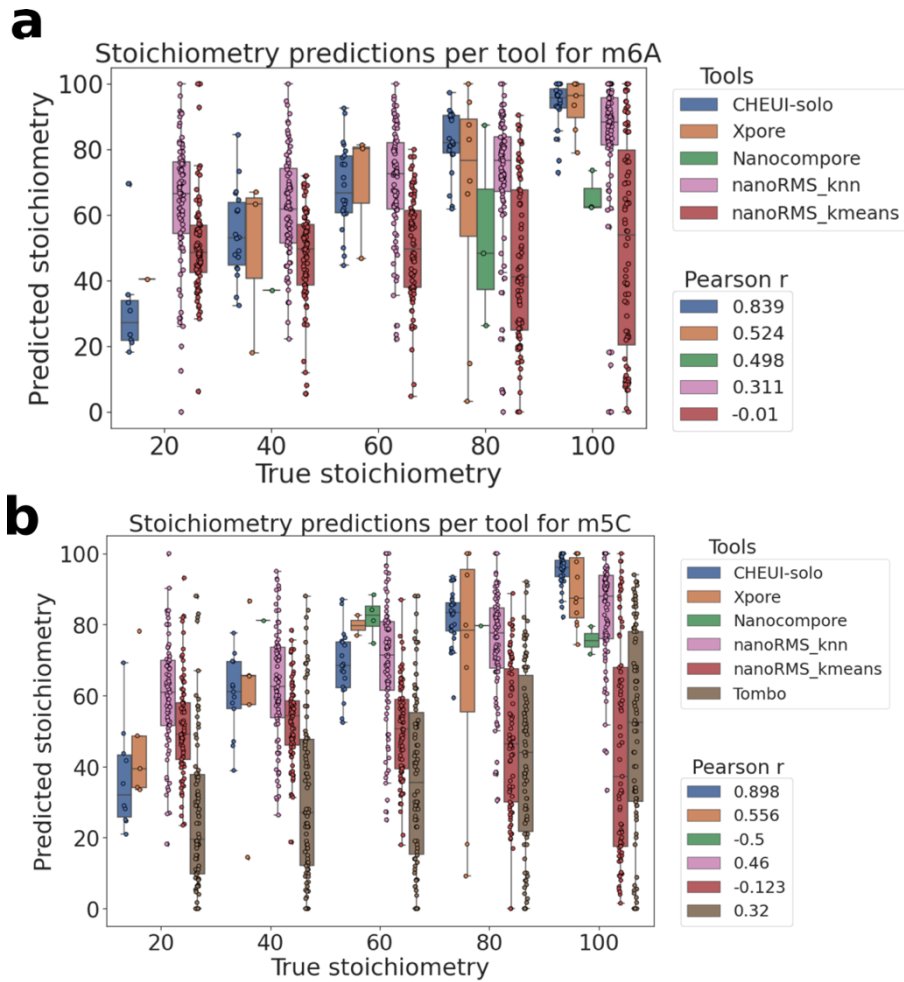 a
Stoichiometry predictions per tool for m6A
Predicted stoichiometry
100
80
60
40
20
0
20 40 60 80 100
True stoichiometry
Tools
CHEUI-solo
Xpore
Nanocompore
nanoRMS_knn
nanoRMS_kmeans
Pearson r
0.839
0.524
0.498
0.311
-0.01
b
Stoichiometry predictions per tool for m5C
Predicted stoichiometry
100
80
60
40
20
0
20 40 60 80 100
True stoichiometry
Tools
CHEUI-solo
Xpore
Nanocompore
nanoRMS_knn
nanoRMS_kmeans
Tombo
Pearson r
0.898
0.556
-0.5
0.46
-0.123
0.32